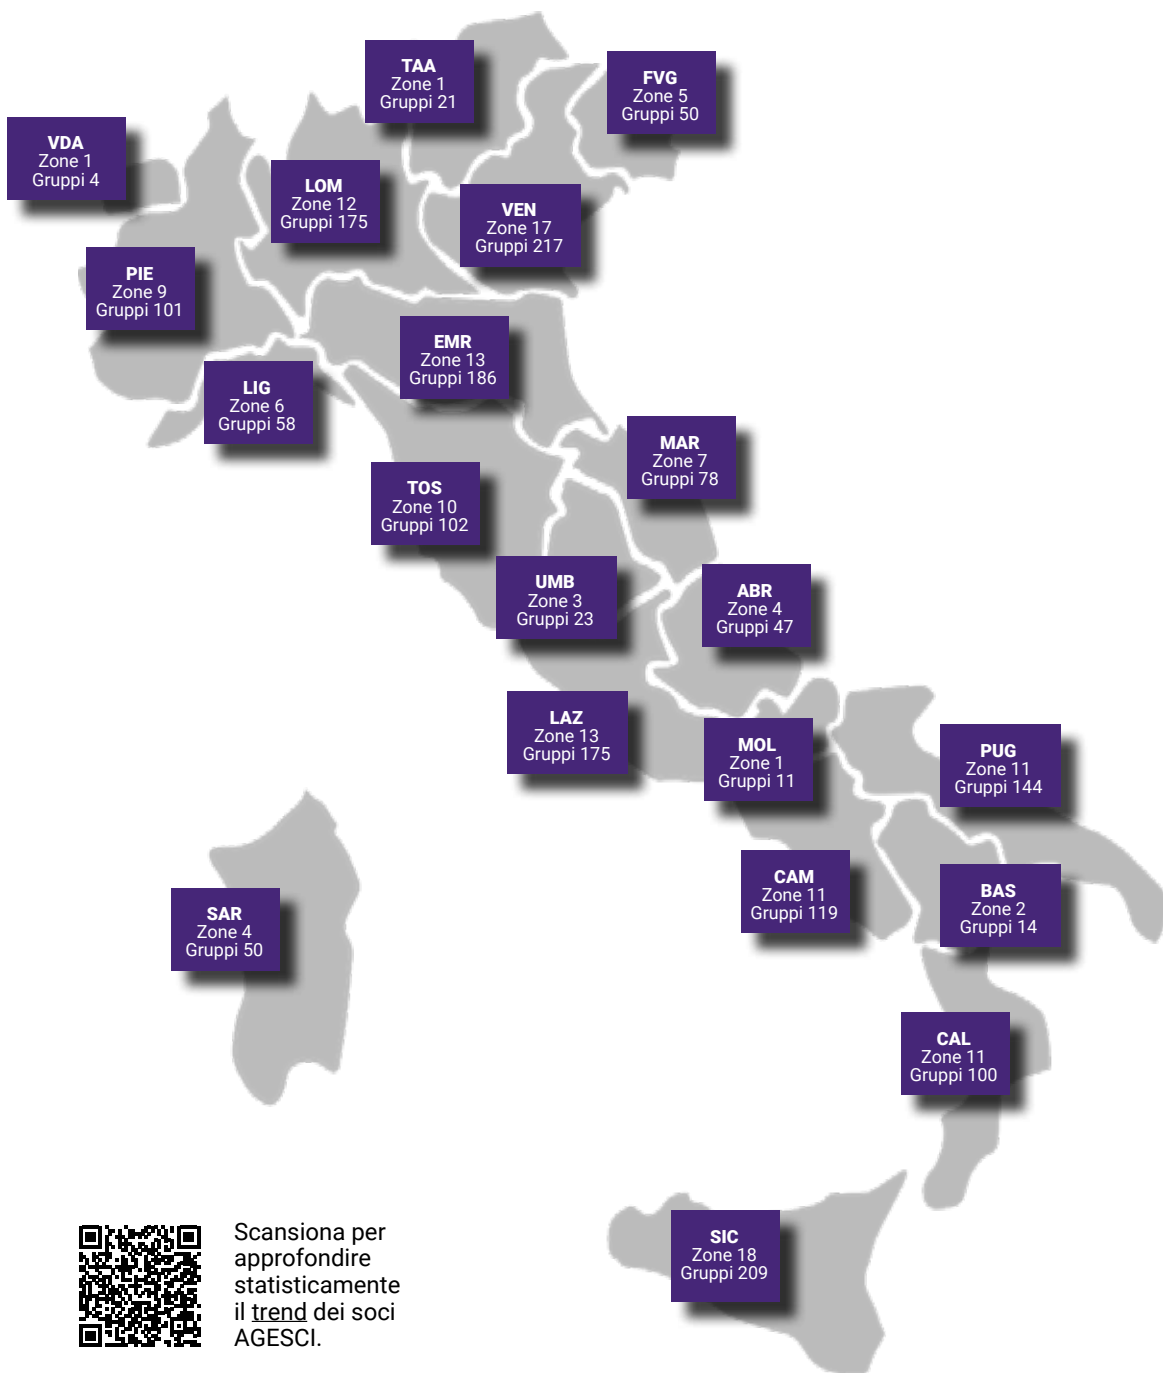 TAA
Zone 1
Gruppi 21
FVG
Zone 5
Gruppi 50
VDA
Zone 1
Gruppi 4
LOM
Zone 12
Gruppi 175
VEN
Zone 17
Gruppi 217
PIE
Zone 9
Gruppi 101
EMR
Zone 13
Gruppi 186
LIG
Zone 6
Gruppi 58
MAR
Zone 7
Gruppi 78
TOS
Zone 10
Gruppi 102
UMB
Zone 3
Gruppi 23
ABR
Zone 4
Gruppi 47
LAZ
Zone 13
Gruppi 175
MOL
Zone 1
Gruppi 11
PUG
Zone 11
Gruppi 144
CAM
Zone 11
Gruppi 119
BAS
Zone 2
Gruppi 14
SAR
Zone 4
Gruppi 50
CAL
Zone 11
Gruppi 100
SIC
Zone 18
Gruppi 209
Scansiona per
approfondire
statisticamente
il trend dei soci
AGESCI.